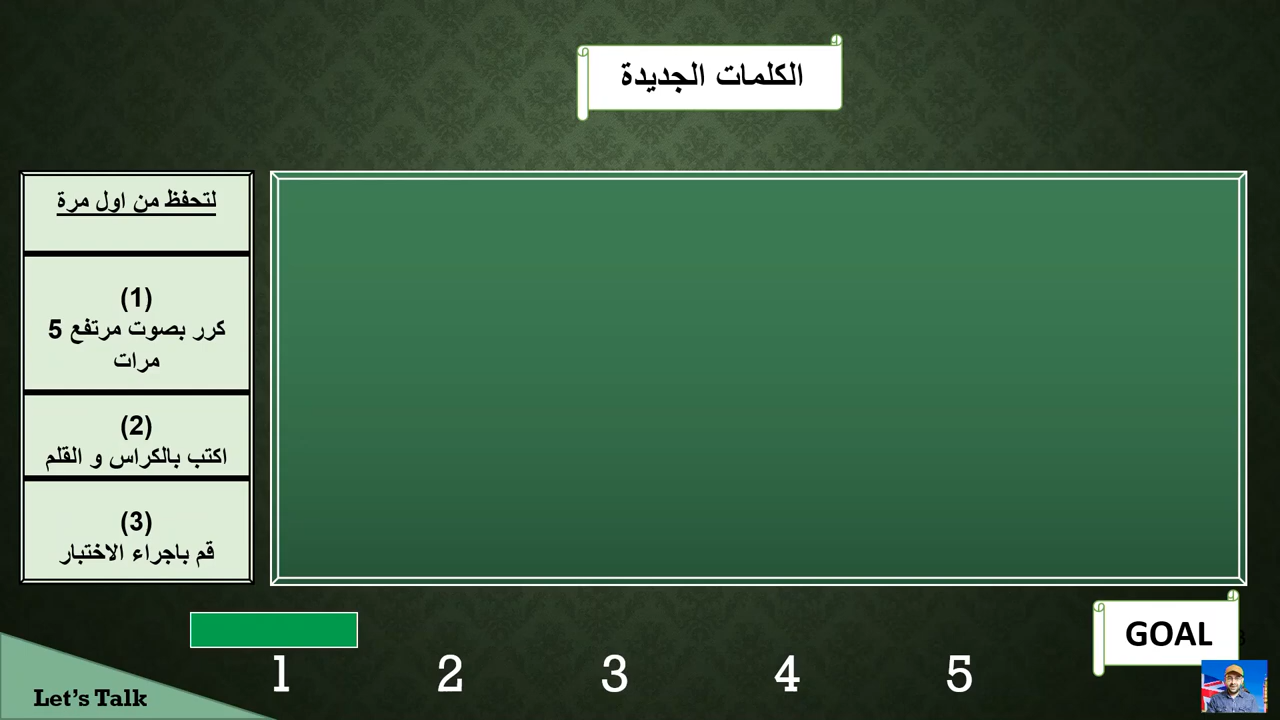 الكلمات الجديدة
لتحفظ من اول مرة
(1)
كرر بصوت مرتفع 5
مرات
(2)
اكتب بالكراس و القلم
(3)
قم باجراء الاختبار
GOAL
1 2 3 4 5
Let's Talk